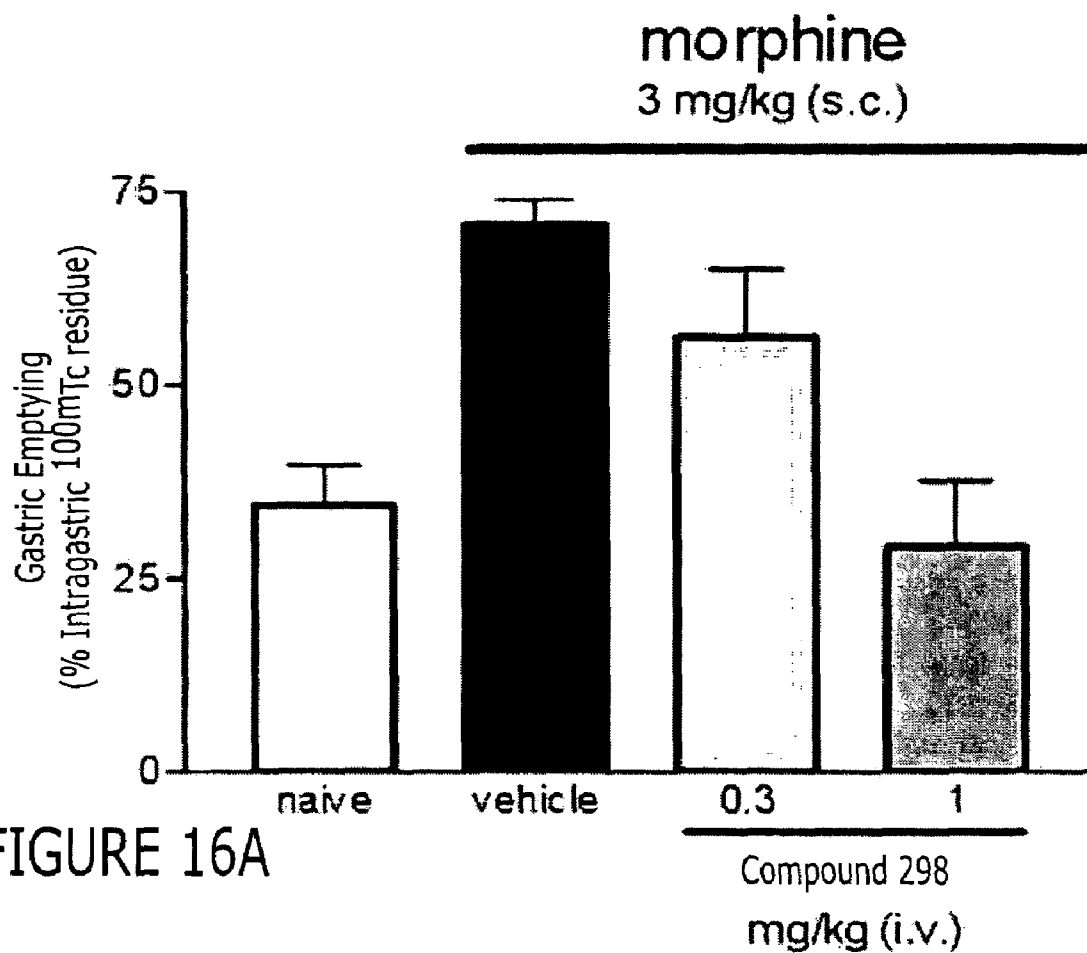 morphine
3 mg/kg (s.c.)
75
50
25
0
Gastric Emptying
(% Intragastric 100mTc residue)
naive
vehicle
0.3
1
FIGURE 16A
Compound 298
mg/kg (i.v.)